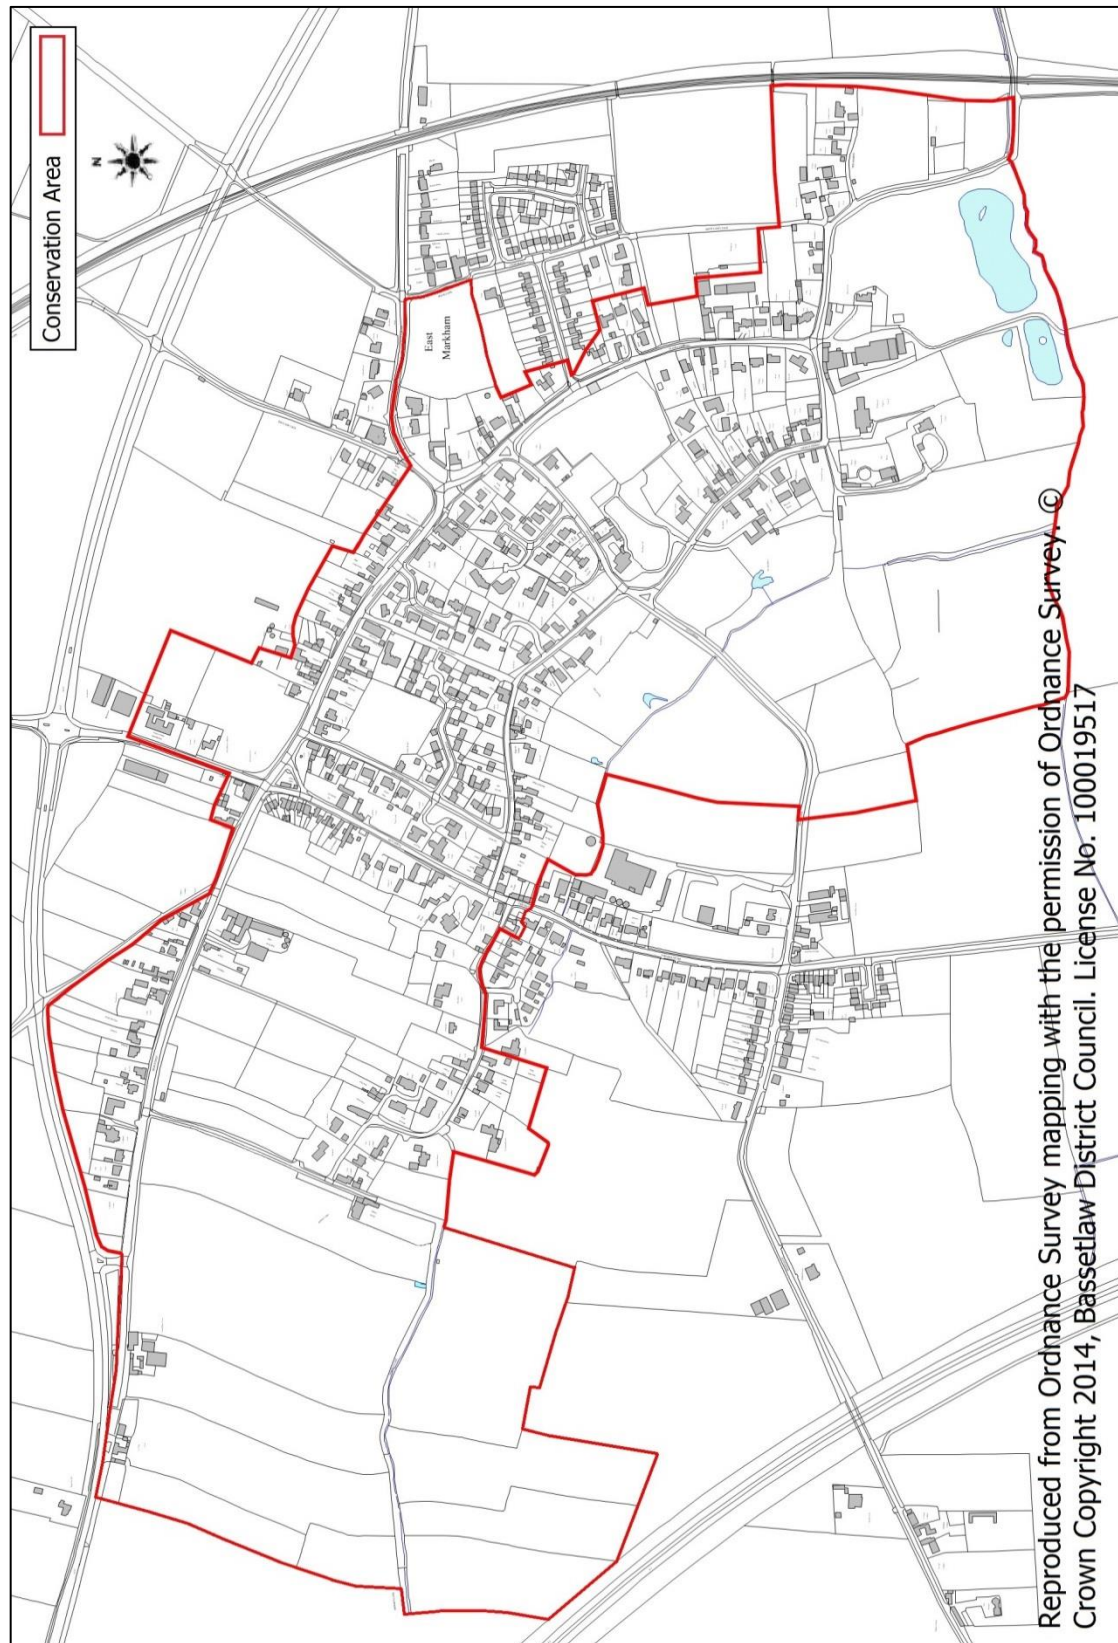 Conservation Area
N
East
Markham
Reproduced from Ordnance Survey mapping with the permission of Ordnance Survey. ©
Crown Copyright 2014, Bassetlaw District Council. License No. 100019517